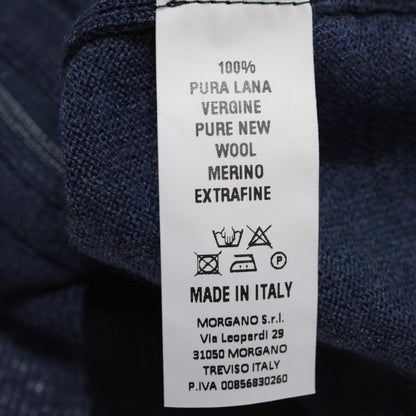 100%
PURA LANA
VERGINE
PURE NEW
WOOL
MERINO
EXTRAFINE
P
MADE IN ITALY
MORGANO S.r.l.
Via Leopardi 29
31050 MORGANO
TREVISO ITALY
P.IVA 00856830260